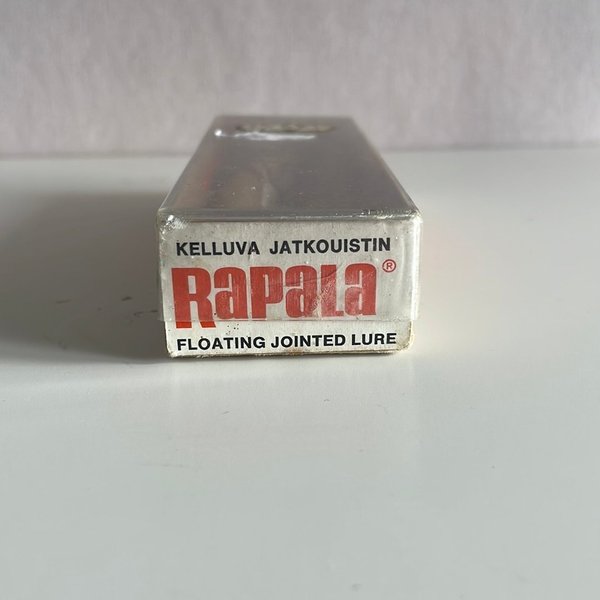 KELLUVA JATKOUISTIN
RAPALA®
FLOATING JOINTED LURE